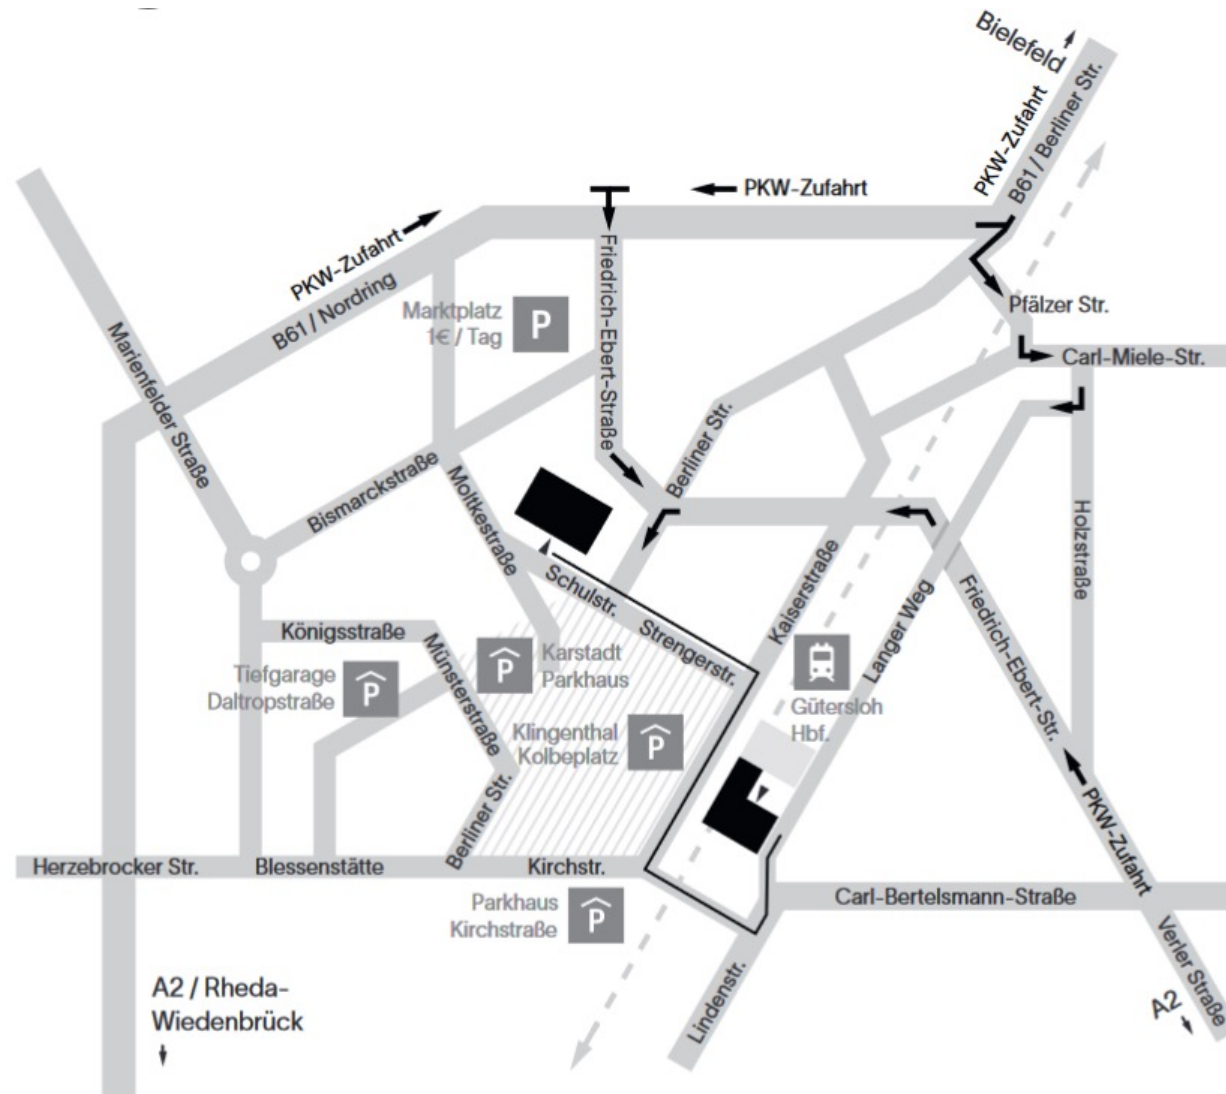 Bielefeld
PKW-Zufahrt
B61 / Berliner Str.
PKW-Zufahrt
PKW-Zufahrt
B61 / Nordring
Friedrich-Ebert-Straße
Marktplatz
1€ / Tag
P
Pfälzer Str.
Carl-Miele-Str.
Marienfelder Straße
Berliner Str.
Bismarckstraße
Moltkestraße
Holzstraße
Schulstr.
Strengerstr.
Kaiserstraße
Langer Weg
Friedrich-Ebert-Str.
Königsstraße
Münsterstraße
Tiefgarage
Daltropstraße
P
P
Karstadt
Parkhaus
Gütersloh
Hbf.
Klingenthal
Kolbeplatz
P
Berliner Str.
PKW-Zufahrt
Herzebrocker Str.
Blessenstätte
Kirchstr.
Parkhaus
Kirchstraße
P
Carl-Bertelsmann-Straße
Verler Straße
Lindenstr.
A2 / Rheda-
Wiedenbrück
A2